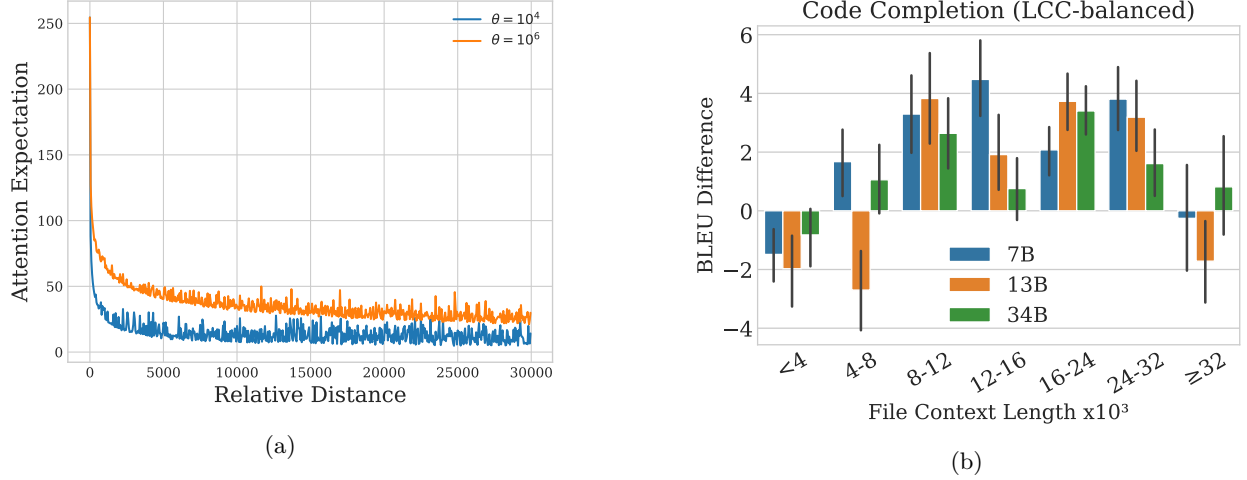 250
200
150
100
50
0
Attention Expectation
θ = 10⁴
θ = 10⁶
0 5000 10000 15000 20000 25000 30000
Relative Distance
(a)
Code Completion (LCC-balanced)
6
4
2
0
−2
−4
BLEU Difference
7B
13B
34B
<4 4-8 8-12 12-16 16-24 24-32 ≥32
File Context Length x10³
(b)